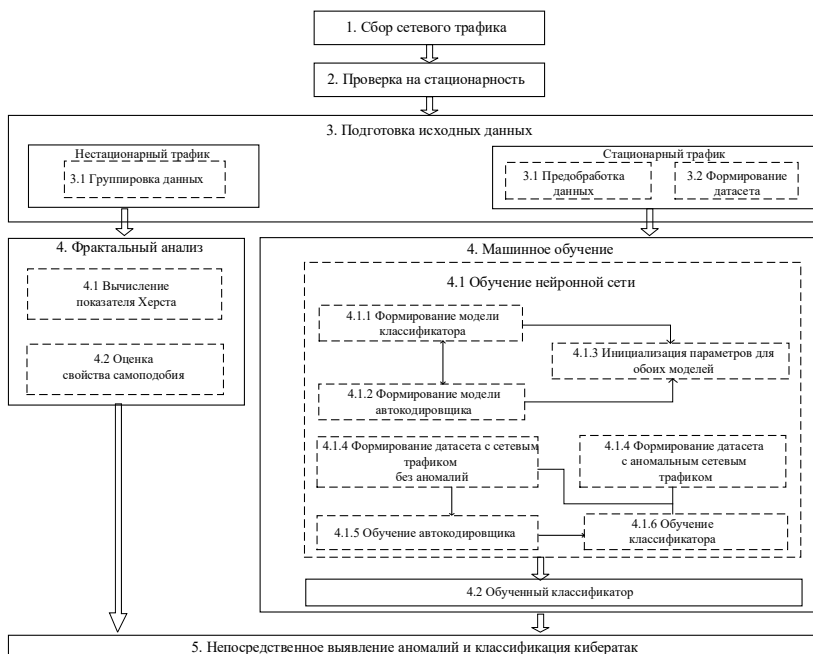 1. Сбор сетевого трафика
2. Проверка на стационарность
3. Подготовка исходных данных
Нестационарный трафик
3.1 Группировка данных
Стационарный трафик
3.1 Предобработка
данных
3.2 Формирование
датасета
4. Фрактальный анализ
4.1 Вычисление
показателя Херста
4.2 Оценка
свойства самоподобия
4. Машинное обучение
4.1 Обучение нейронной сети
4.1.1 Формирование модели
классификатора
4.1.2 Формирование модели
автокодировщика
4.1.3 Инициализация параметров для
обоих моделей
4.1.4 Формирование датасета с сетевым
трафиком
без аномалий
4.1.4 Формирование датасета
с аномальным сетевым
трафиком
4.1.5 Обучение автокодировщика
4.1.6 Обучение
классификатора
4.2 Обученный классификатор
5. Непосредственное выявление аномалий и классификация кибератак